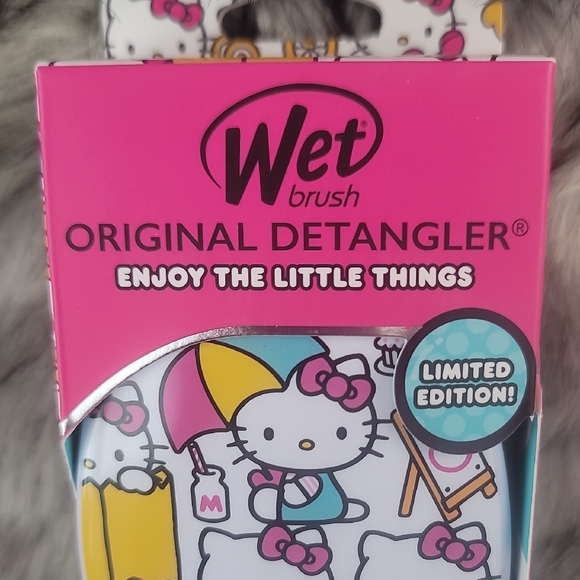 Wet®
brush
ORIGINAL DETANGLER®
ENJOY THE LITTLE THINGS
LIMITED
EDITION!
M